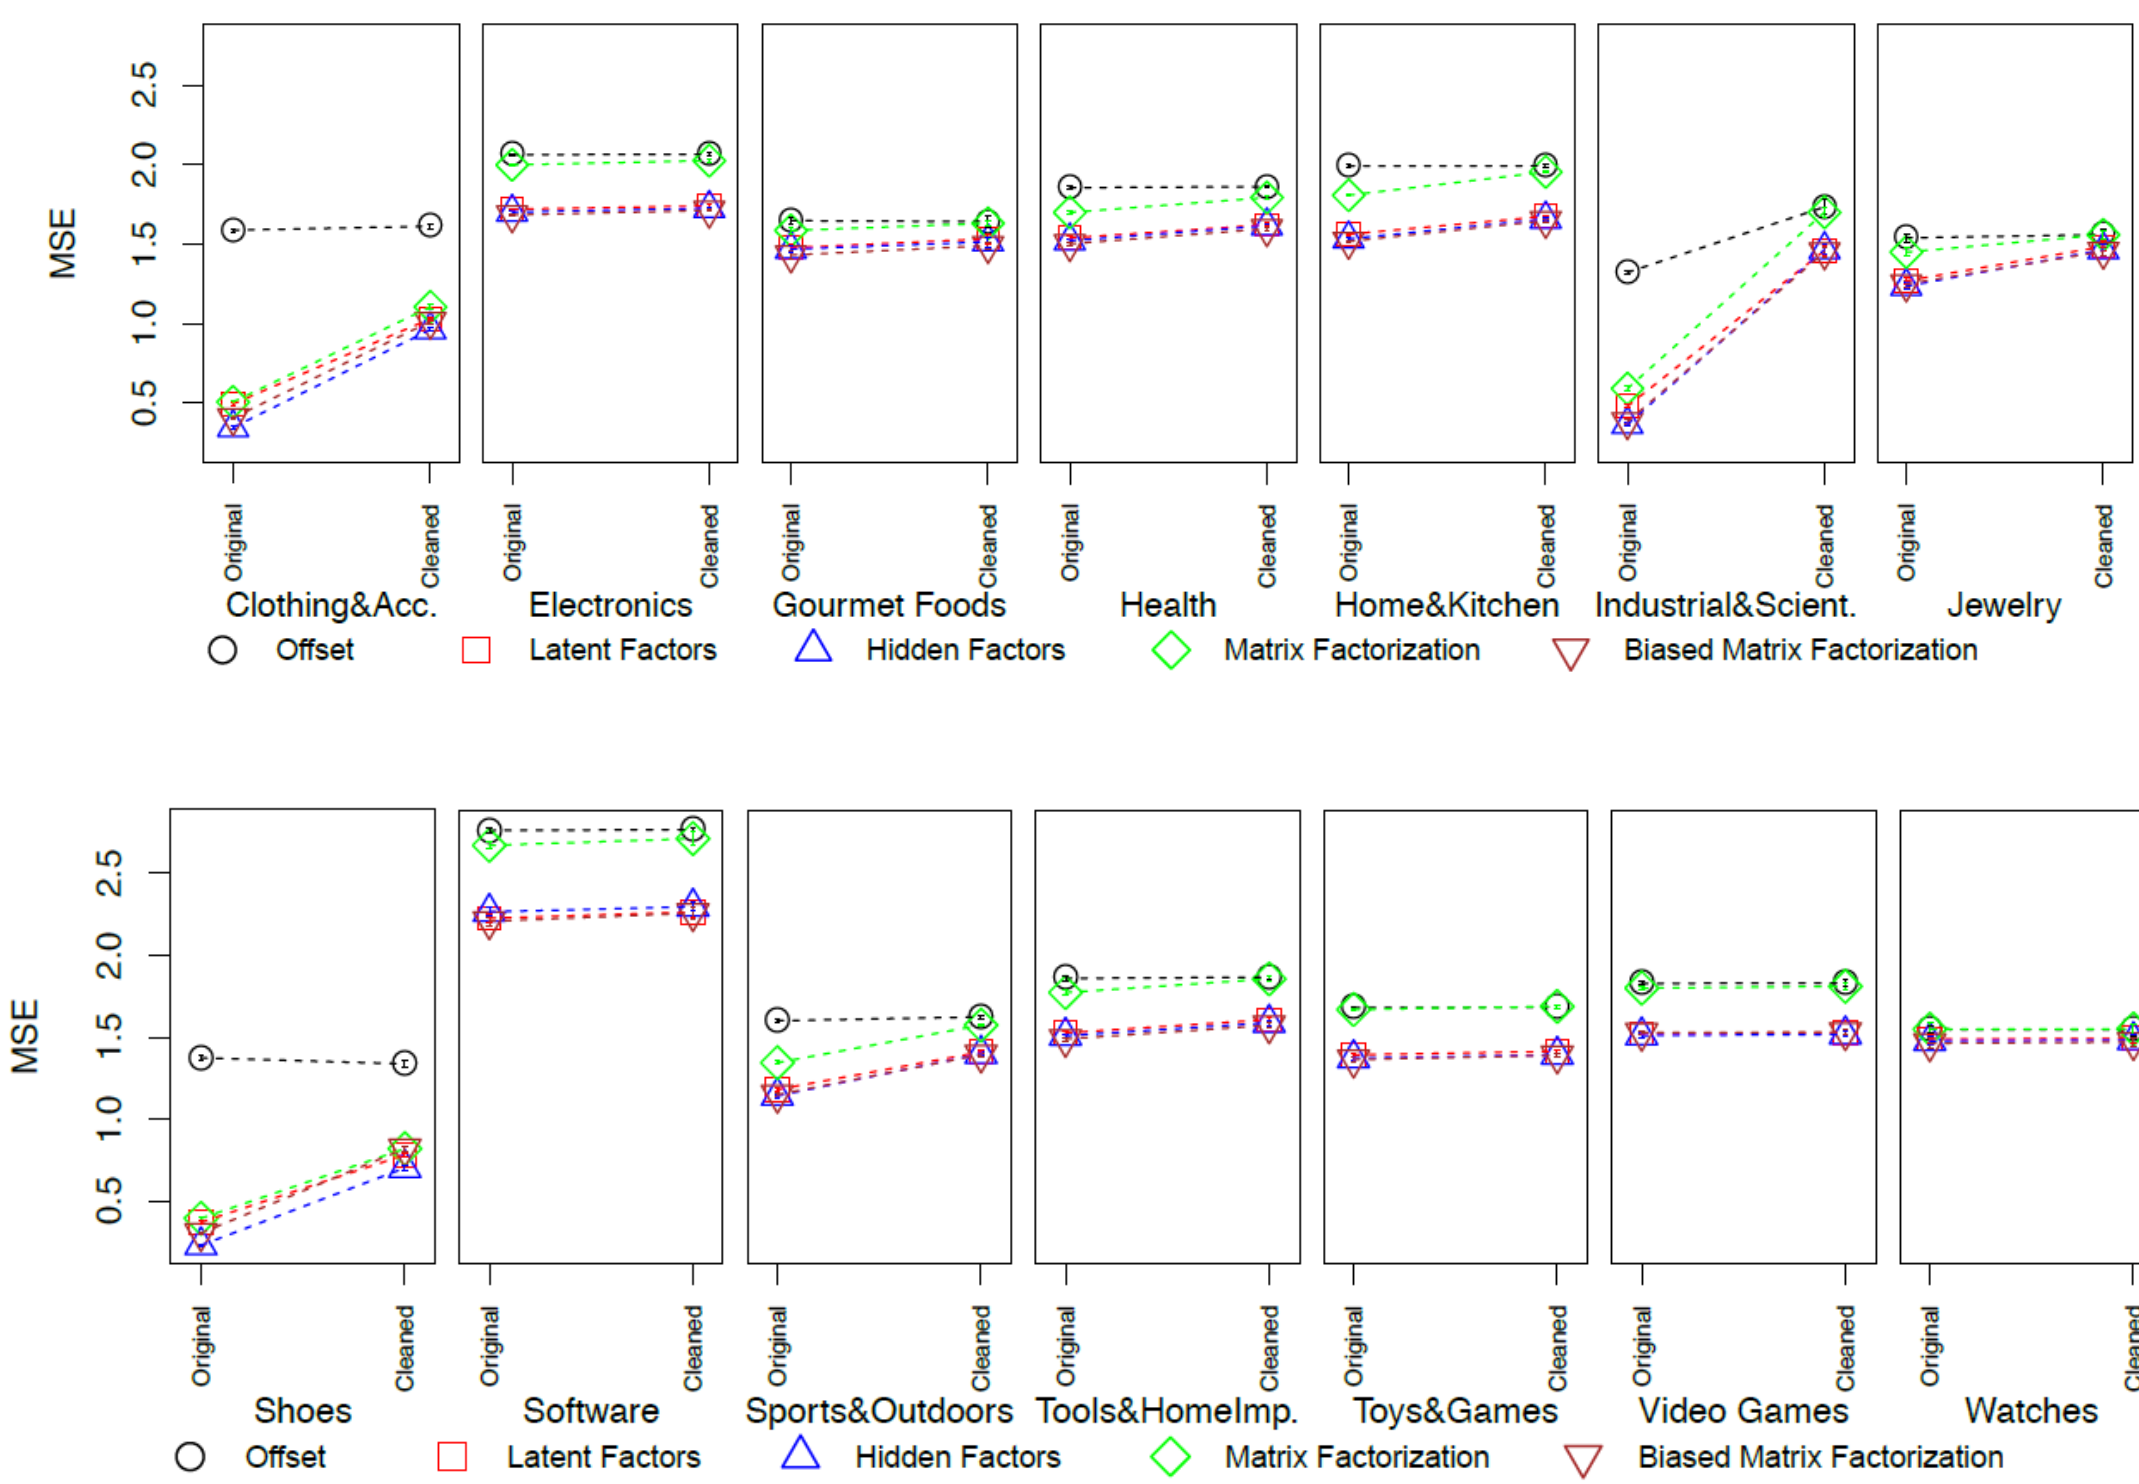 MSE
2.5
2.0
1.5
1.0
0.5
Original Cleaned Original Cleaned Original Cleaned Original Cleaned Original Cleaned Original Cleaned Original Cleaned
Clothing&Acc. Electronics Gourmet Foods Health Home&Kitchen Industrial&Scient. Jewelry
Offset Latent Factors Hidden Factors Matrix Factorization Biased Matrix Factorization
MSE
2.5
2.0
1.5
1.0
0.5
Original Cleaned Original Cleaned Original Cleaned Original Cleaned Original Cleaned Original Cleaned Original Cleaned
Shoes Software Sports&Outdoors Tools&HomeImp. Toys&Games Video Games Watches
Offset Latent Factors Hidden Factors Matrix Factorization Biased Matrix Factorization